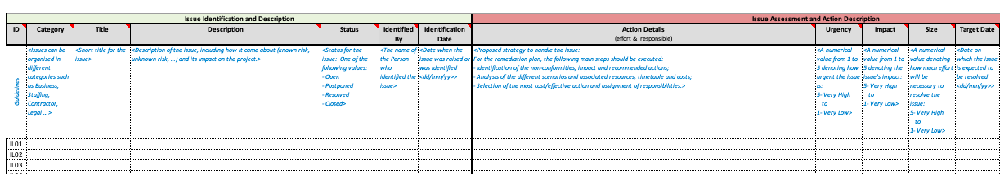 Issue Identification and Description
Issue Assessment and Action Description
ID
Category
Title
Description
Status
Identified
By
Identification
Date
Action Details
(effort & responsible)
Urgency
Impact
Size
Target Date
Guidelines
<Issues can be
organised in
different
categories such
as Business,
Staffing,
Contractor,
Legal ...>
<Short title for the
issue>
<Description of the issue, including how it came about (known risk,
unknown risk, ...) and its impact on the project.>
<Status for the
issue: One of the
following values:
- Open
- Postponed
- Resolved
- Closed>
<The name of
the Person
who
identified the
issue>
<Date when the
issue was raised or
was identified
<dd/mm/yy>>
<Proposed strategy to handle the issue:
For the remediation plan, the following main steps should be executed:
- Identification of the non-conformities, impact and recommended actions;
- Analysis of the different scenarios and associated resources, timetable and costs;
- Selection of the most cost/effective action and assignment of responsibilities.>
<A numerical
value from 1 to
5 denoting how
urgent the issue
is:
5- Very High
to
1- Very Low>
<A numerical
value from 1 to
5 denoting the
issue's impact:
5- Very High
to
1- Very Low>
<A numerical
value denoting
how much effort
will be
necessary to
resolve the
issue:
5- Very High
to
1- Very Low>
<Date on
which the issue
is expected to
be resolved
<dd/mm/yy>>
IL01
IL02
IL03